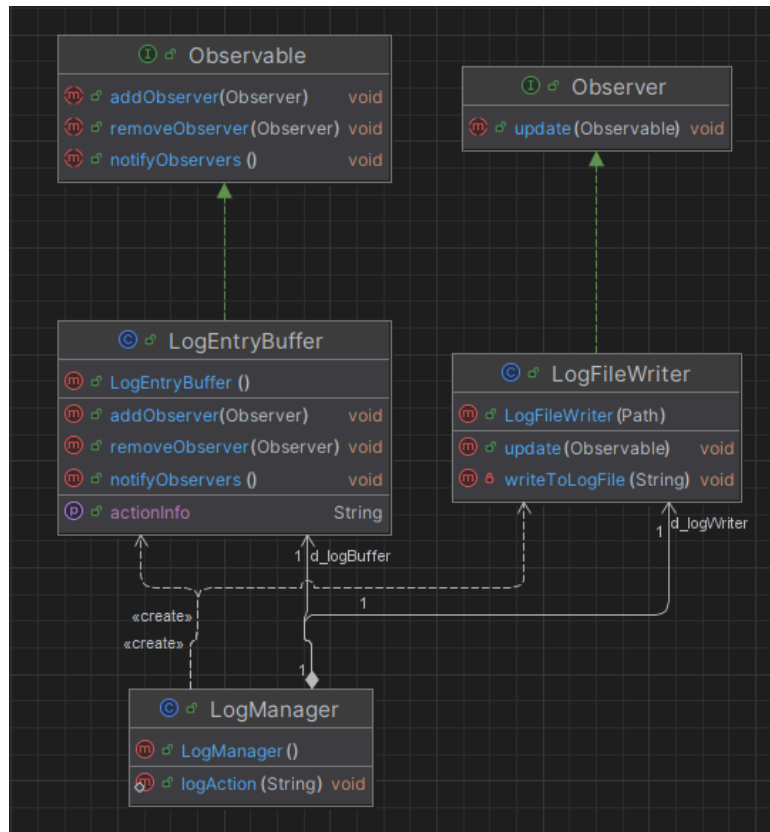 Observable
addObserver(Observer) void
removeObserver(Observer) void
notifyObservers () void
Observer
update(Observable) void
LogEntryBuffer
LogEntryBuffer ()
addObserver(Observer) void
removeObserver(Observer) void
notifyObservers () void
actionInfo String
LogFileWriter
LogFileWriter(Path)
update(Observable) void
writeToLogFile(String) void
1 d_logBuffer
1 d_logWriter
1
«create»
«create»
1
LogManager
LogManager()
logAction(String) void